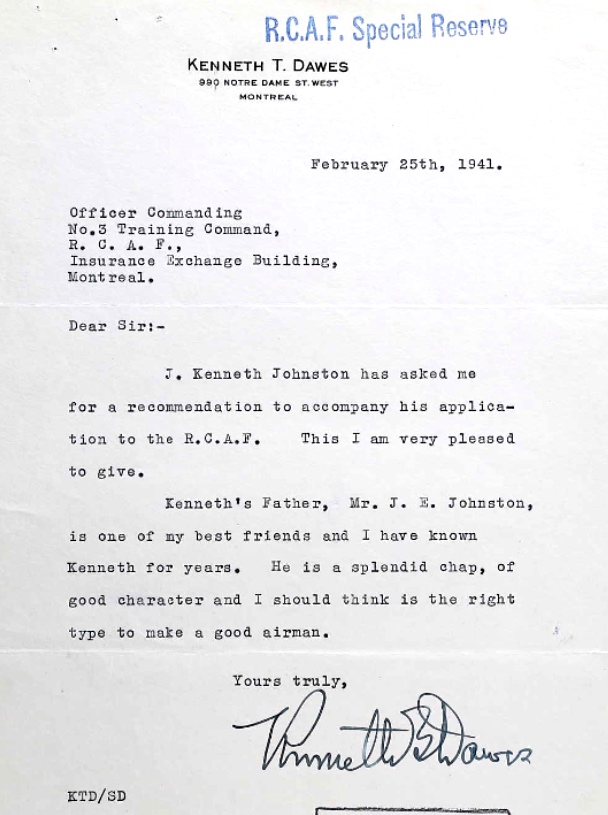 R.C.A.F. Special Reserve
KENNETH T. DAWES
990 NOTRE DAME ST. WEST
MONTREAL
February 25th, 1941.
Officer Commanding
No.3 Training Command,
R. C. A. F.,
Insurance Exchange Building,
Montreal.
Dear Sir:-
J. Kenneth Johnston has asked me
for a recommendation to accompany his applica-
tion to the R.C.A.F. This I am very pleased
to give.
Kenneth's Father, Mr. J. E. Johnston,
is one of my best friends and I have known
Kenneth for years. He is a splendid chap, of
good character and I should think is the right
type to make a good airman.
Yours truly,
Kenneth T Dawes
KTD/SD